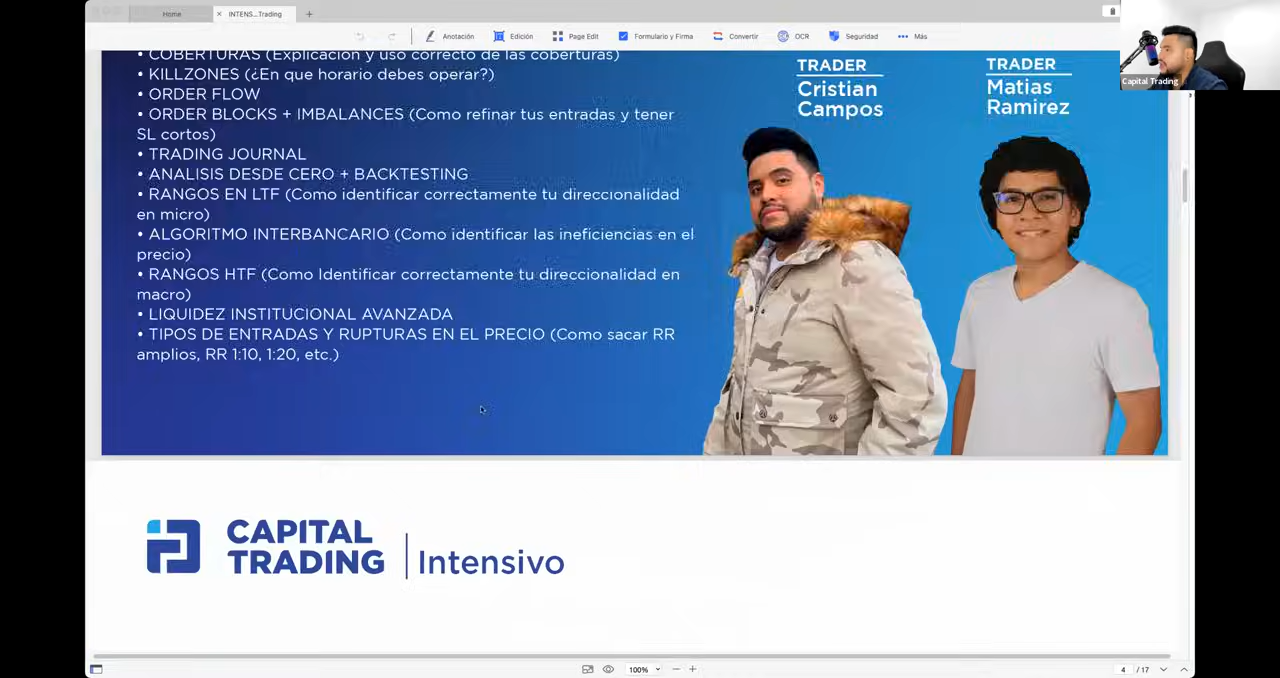 Home
INTENS...Trading
Anotación
Edición
Page Edit
Formulario y Firma
Convertir
OCR
Seguridad
Más
Capital Trading
• COBERTURAS (Explicación y uso correcto de las coberturas)
• KILLZONES (¿En que horario debes operar?)
• ORDER FLOW
• ORDER BLOCKS + IMBALANCES (Como refinar tus entradas y tener
SL cortos)
• TRADING JOURNAL
• ANALISIS DESDE CERO + BACKTESTING
• RANGOS EN LTF (Como identificar correctamente tu direccionalidad
en micro)
• ALGORITMO INTERBANCARIO (Como identificar las ineficiencias en el
precio)
• RANGOS HTF (Como Identificar correctamente tu direccionalidad en
macro)
• LIQUIDEZ INSTITUCIONAL AVANZADA
• TIPOS DE ENTRADAS Y RUPTURAS EN EL PRECIO (Como sacar RR
amplios, RR 1:10, 1:20, etc.)
TRADER
Cristian
Campos
TRADER
Matias
Ramirez
CAPITAL
TRADING
Intensivo
100%
4 / 17